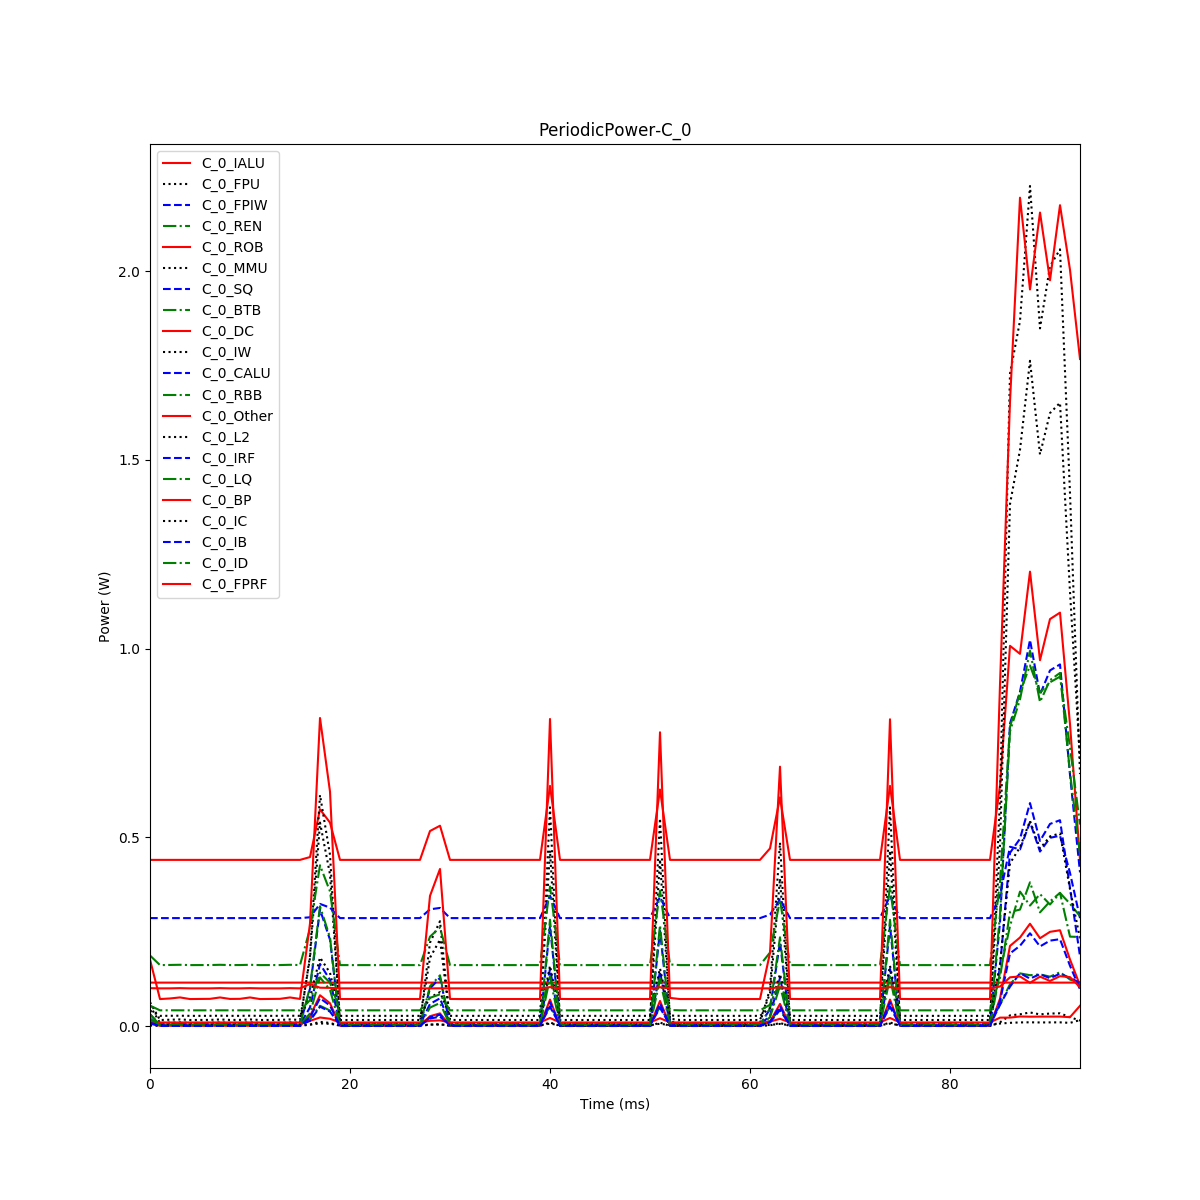 PeriodicPower-C_0
C_0_IALU
C_0_FPU
C_0_FPIW
C_0_REN
C_0_ROB
C_0_MMU
C_0_SQ
C_0_BTB
C_0_DC
C_0_IW
C_0_CALU
C_0_RBB
C_0_Other
C_0_L2
C_0_IRF
C_0_LQ
C_0_BP
C_0_IC
C_0_IB
C_0_ID
C_0_FPRF
2.0
1.5
1.0
0.5
0.0
Power (W)
0 20 40 60 80
Time (ms)